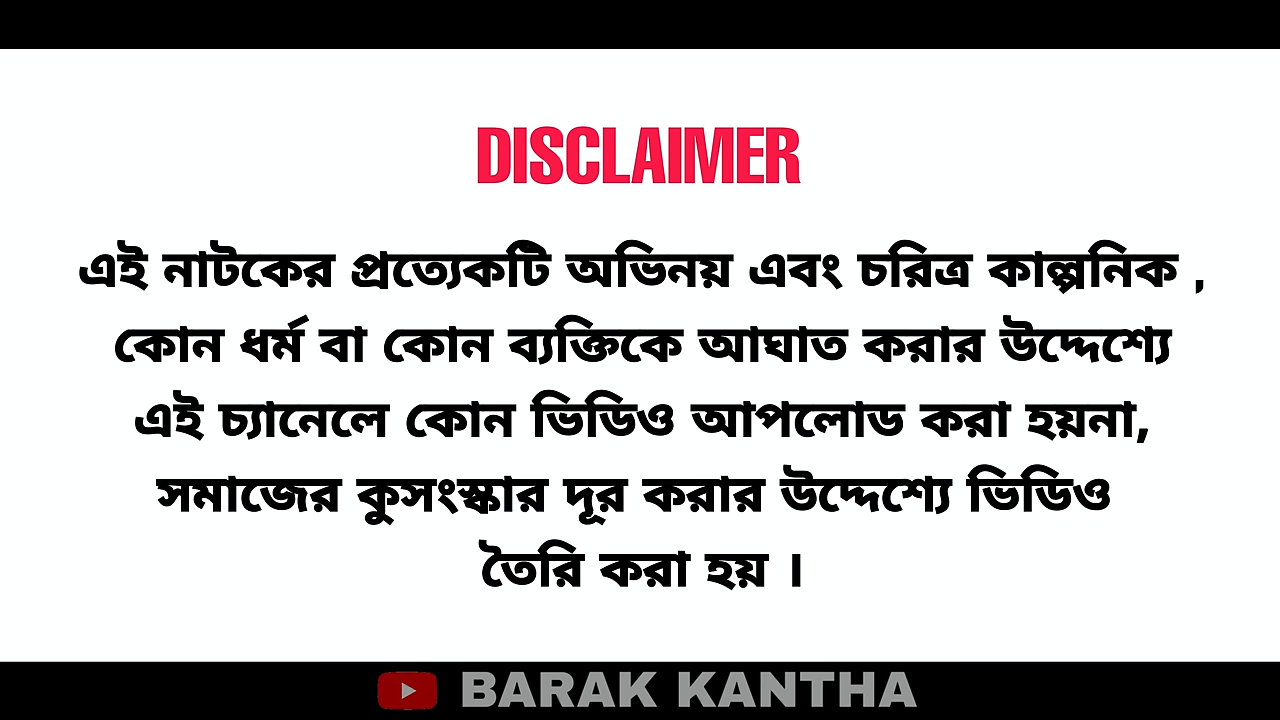 DISCLAIMER
এই নাটকের প্রত্যেকটি অভিনয় এবং চরিত্র কাল্পনিক ,
কোন ধর্ম বা কোন ব্যক্তিকে আঘাত করার উদ্দেশ্যে
এই চ্যানেলে কোন ভিডিও আপলোড করা হয়না,
সমাজের কুসংস্কার দূর করার উদ্দেশ্যে ভিডিও
তৈরি করা হয় ।
BARAK KANTHA